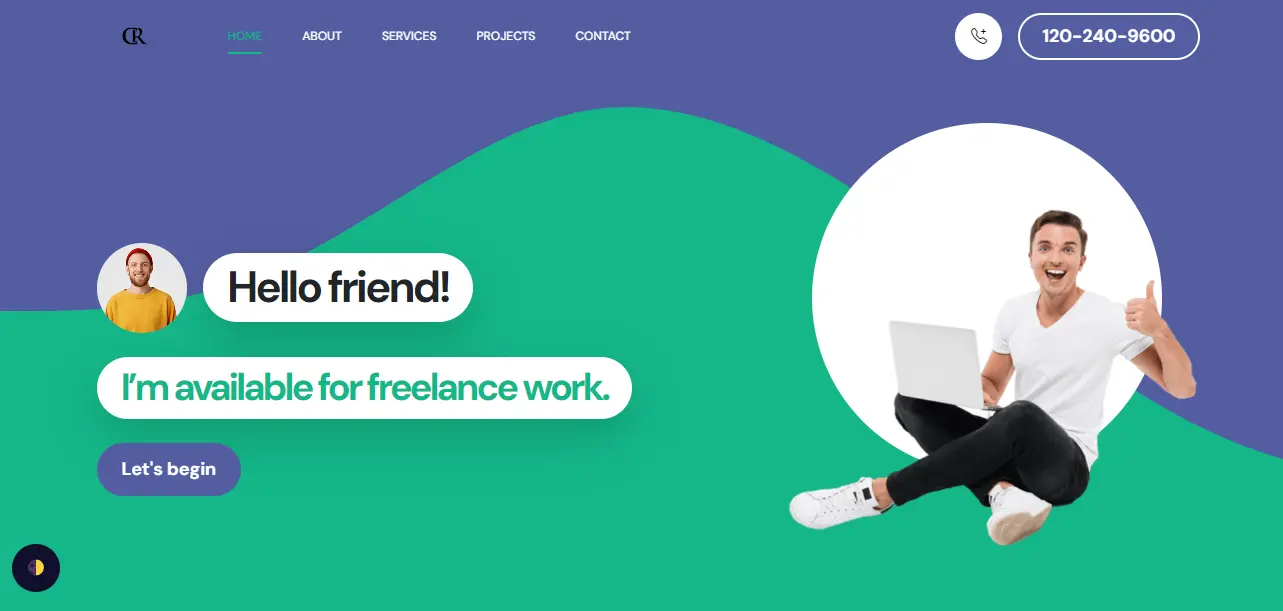 CR
HOME ABOUT SERVICES PROJECTS CONTACT
120-240-9600
Hello friend!
I’m available for freelance work.
Let's begin